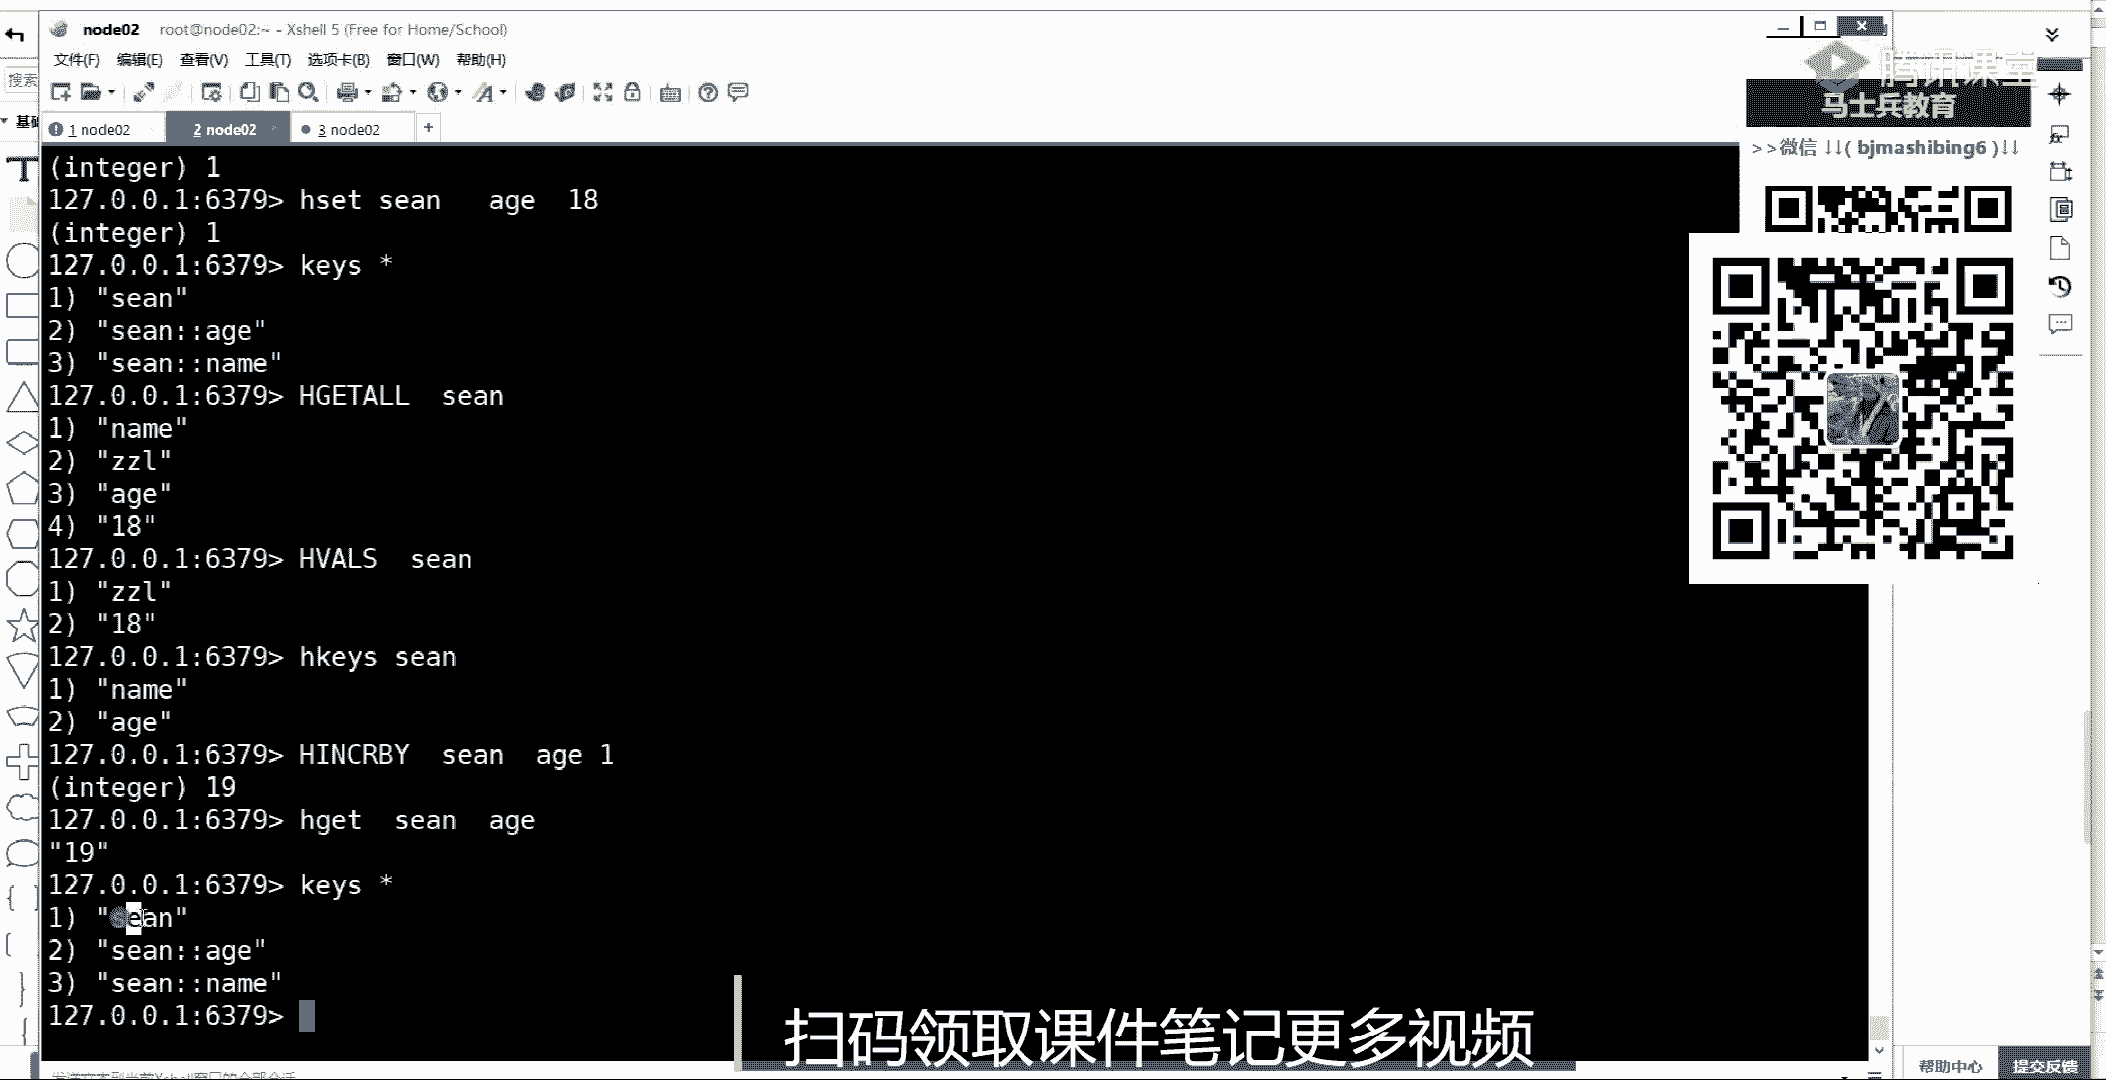 node02 root@node02:~ - Xshell 5 (Free for Home/School)
文件(F) 编辑(E) 查看(V) 工具(T) 选项卡(B) 窗口(W) 帮助(H)
搜索
腾讯课堂
马士兵教育
基础
1 node02 2 node02 3 node02 +
>>微信 ↓↓( bjmashibing6 )↓↓
(integer) 1
127.0.0.1:6379> hset sean age 18
(integer) 1
127.0.0.1:6379> keys *
1) "sean"
2) "sean::age"
3) "sean::name"
127.0.0.1:6379> HGETALL sean
1) "name"
2) "zzl"
3) "age"
4) "18"
127.0.0.1:6379> HVALS sean
1) "zzl"
2) "18"
127.0.0.1:6379> hkeys sean
1) "name"
2) "age"
127.0.0.1:6379> HINCRBY sean age 1
(integer) 19
127.0.0.1:6379> hget sean age
"19"
127.0.0.1:6379> keys *
1) "sean"
2) "sean::age"
3) "sean::name"
127.0.0.1:6379>
扫码领取课件笔记更多视频
帮助中心 提交反馈